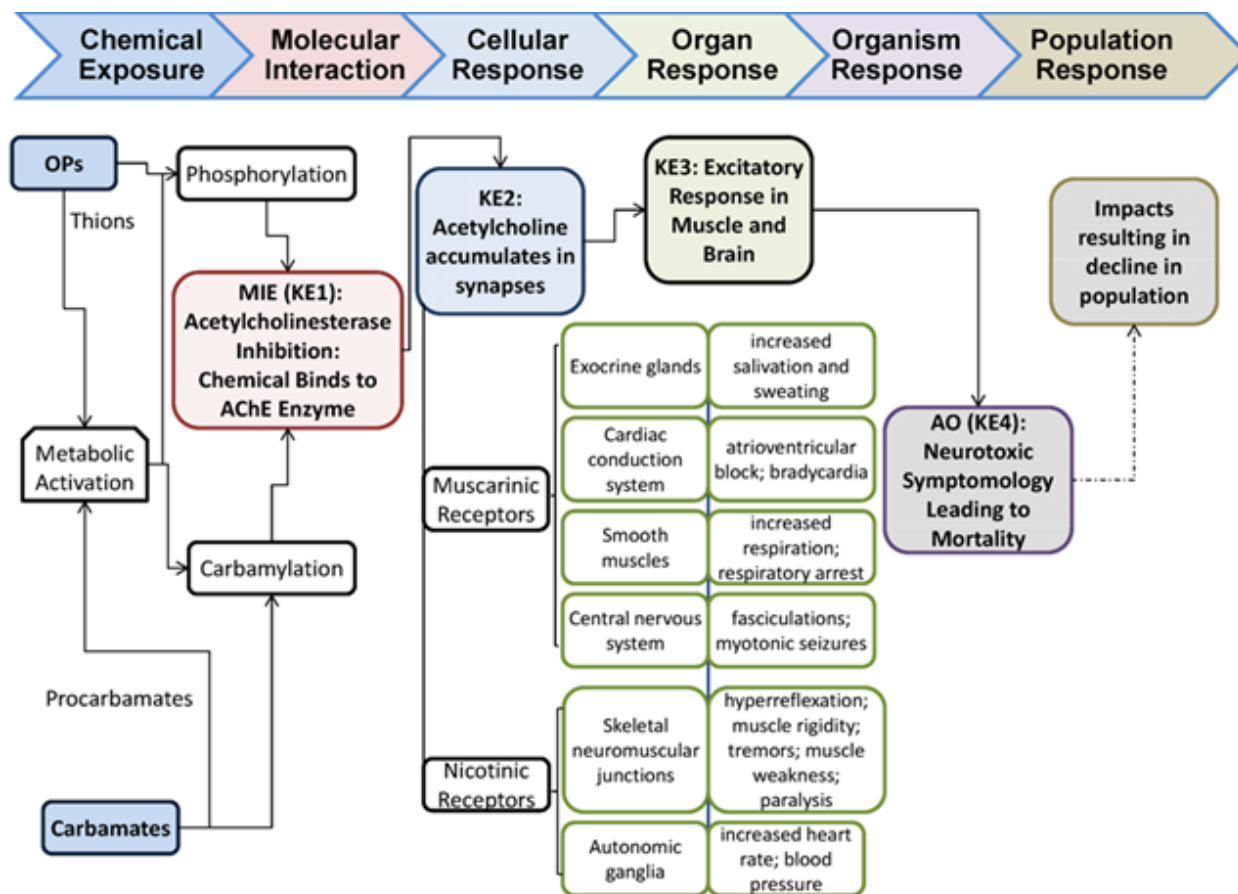 Chemical
Exposure
Molecular
Interaction
Cellular
Response
Organ
Response
Organism
Response
Population
Response
OPs
Thions
Phosphorylation
MIE (KE1):
Acetylcholinesterase
Inhibition:
Chemical Binds to
AChE Enzyme
Metabolic
Activation
Carbamylation
Procarbamates
Carbamates
KE2:
Acetylcholine
accumulates in
synapses
KE3: Excitatory
Response in
Muscle and
Brain
Muscarinic
Receptors
Exocrine glands
increased
salivation and
sweating
Cardiac
conduction
system
atrioventricular
block; bradycardia
Smooth
muscles
increased
respiration;
respiratory arrest
Central nervous
system
fasciculations;
myotonic seizures
Nicotinic
Receptors
Skeletal
neuromuscular
junctions
hyperreflexation;
muscle rigidity;
tremors; muscle
weakness;
paralysis
Autonomic
ganglia
increased heart
rate; blood
pressure
AO (KE4):
Neurotoxic
Symptomology
Leading to
Mortality
Impacts
resulting in
decline in
population